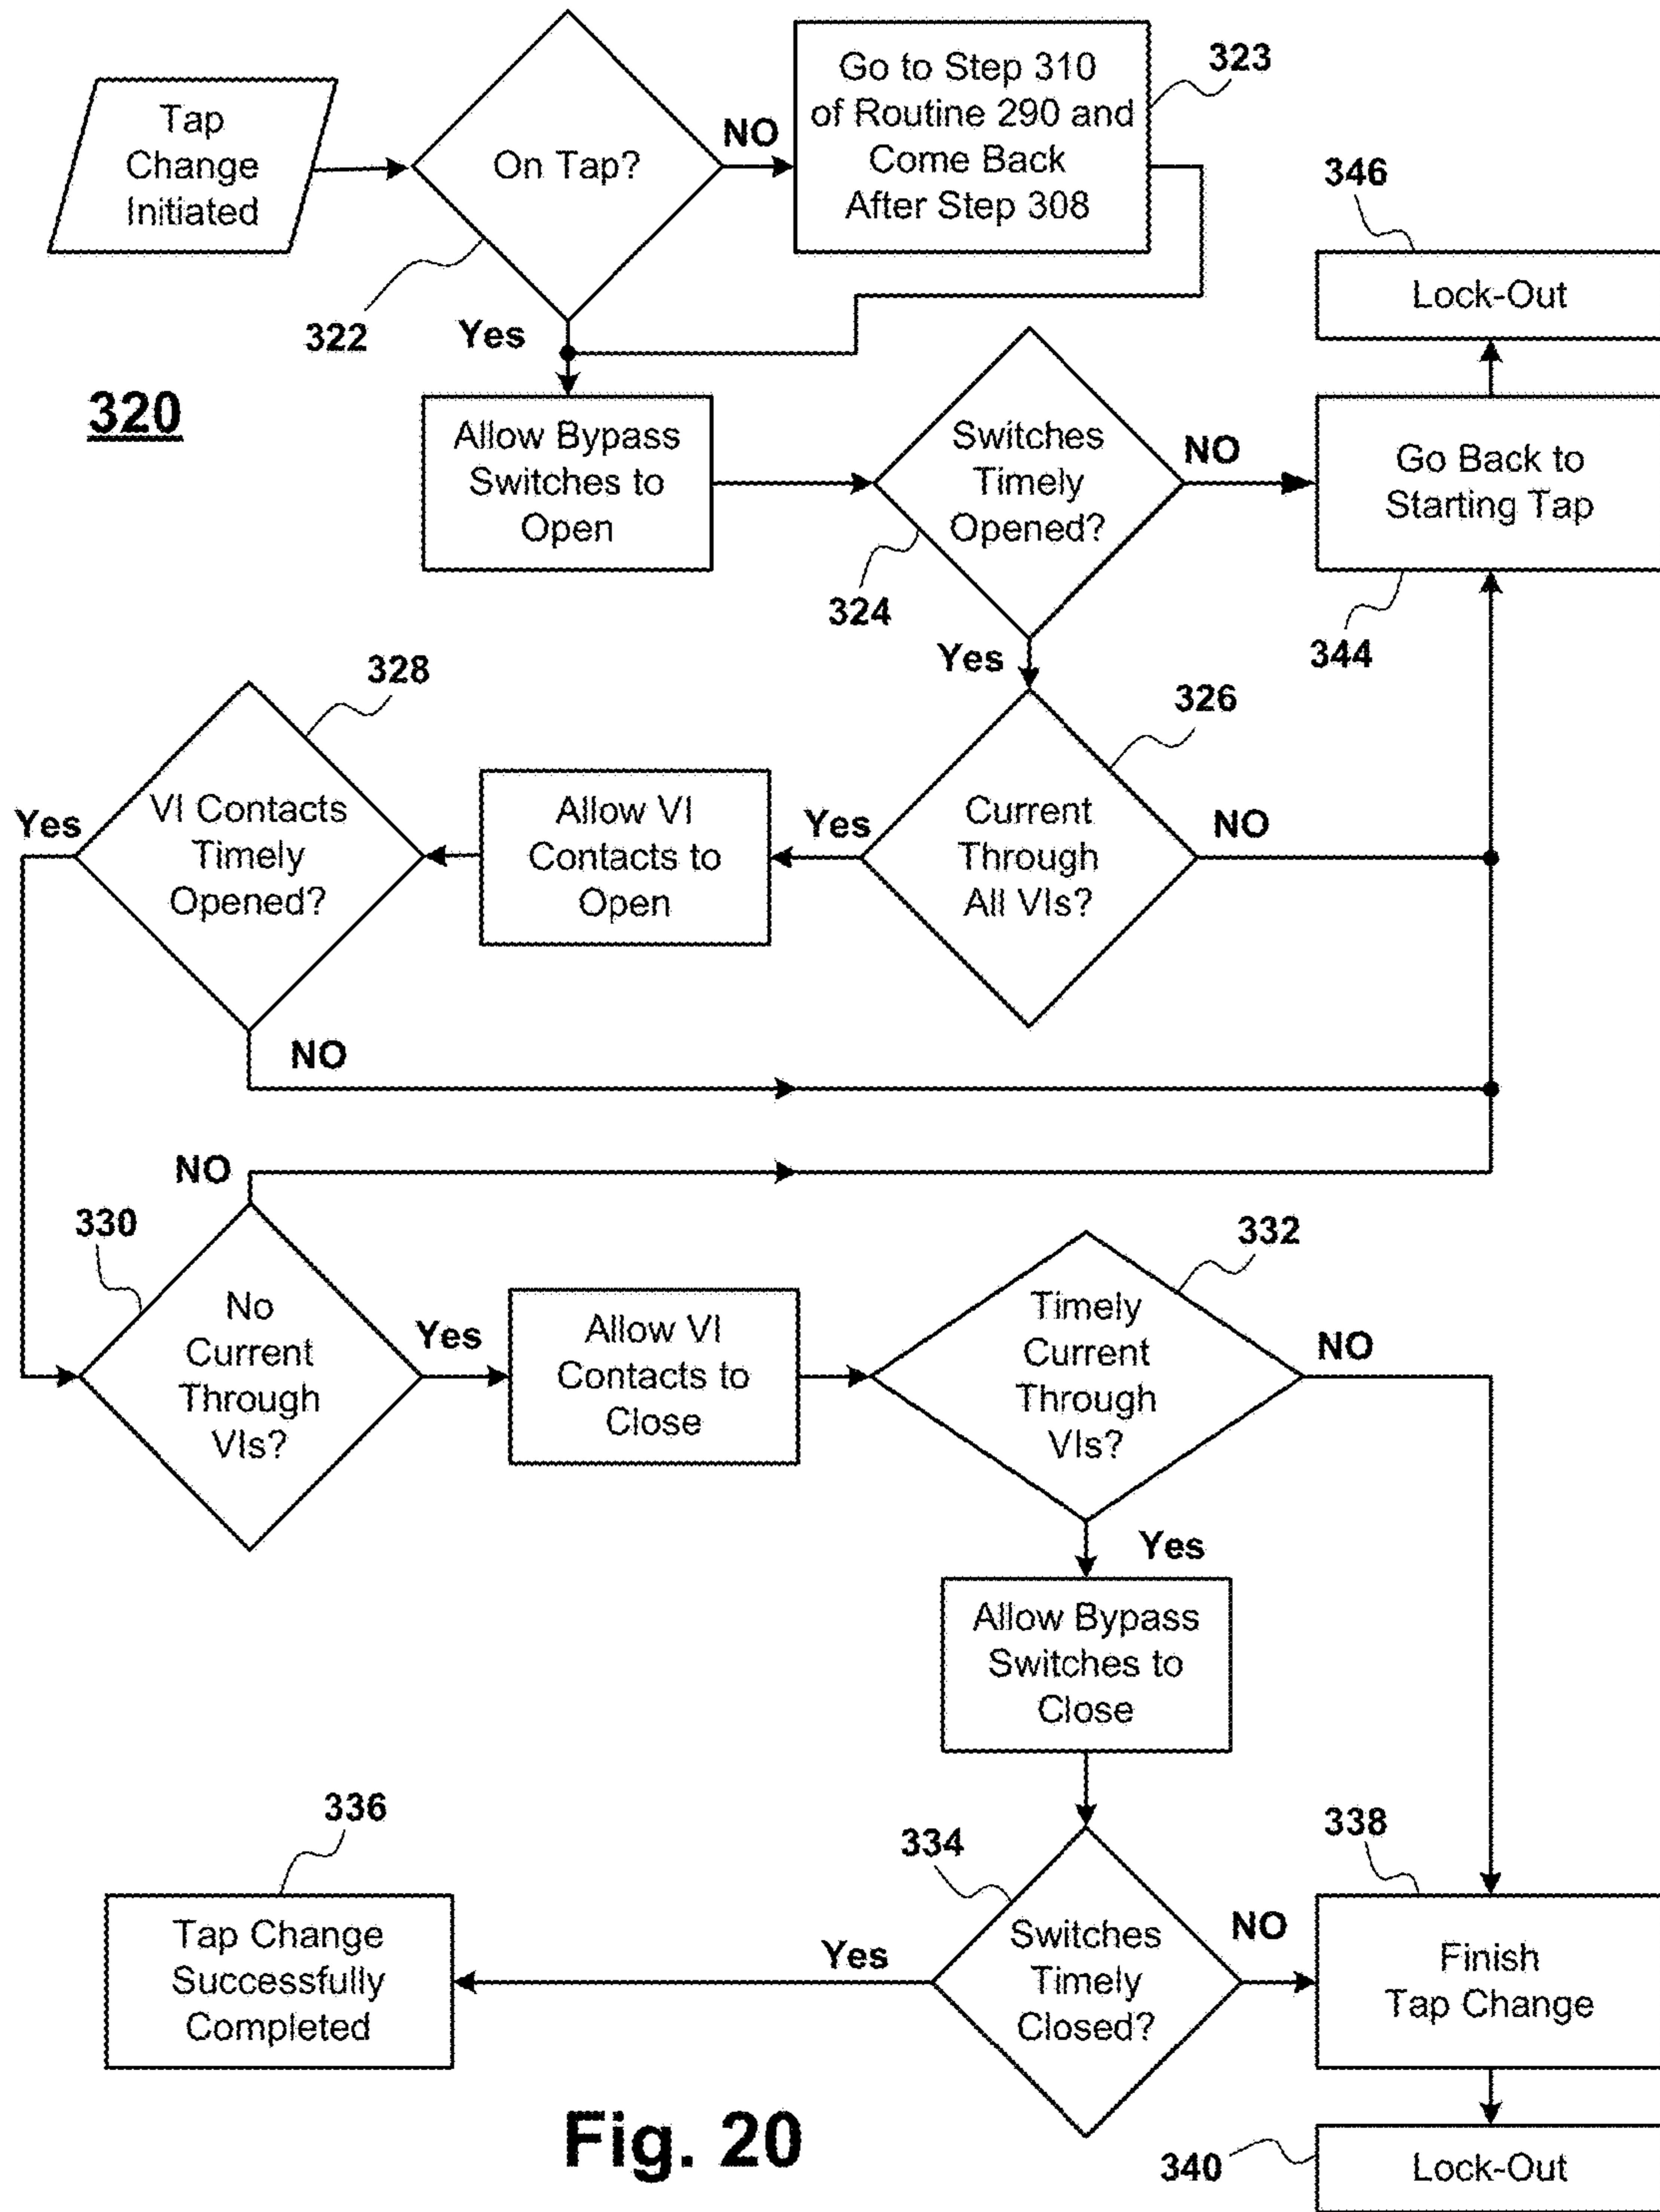 Tap
Change
Initiated
On Tap?
NO
Go to Step 310
of Routine 290 and
Come Back
After Step 308
323
322
Yes
346
Lock-Out
320
Allow Bypass
Switches to
Open
Switches
Timely
Opened?
NO
Go Back to
Starting Tap
324
344
Yes
328
326
Yes
VI Contacts
Timely
Opened?
Allow VI
Contacts to
Open
Yes
Current
Through
All VIs?
NO
NO
NO
330
332
No
Current
Through
VIs?
Yes
Allow VI
Contacts to
Close
Timely
Current
Through
VIs?
NO
Yes
Allow Bypass
Switches to
Close
336
334
338
Tap Change
Successfully
Completed
Yes
Switches
Timely
Closed?
NO
Finish
Tap Change
Fig. 20
340
Lock-Out